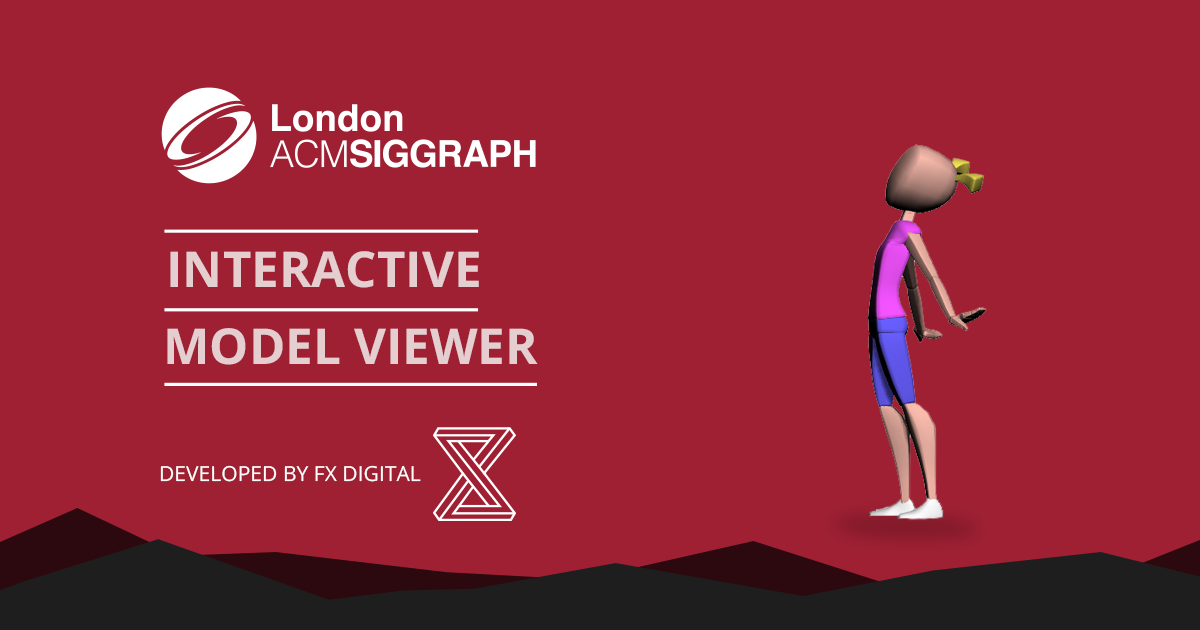 London
ACMSIGGRAPH
INTERACTIVE
MODEL VIEWER
DEVELOPED BY FX DIGITAL